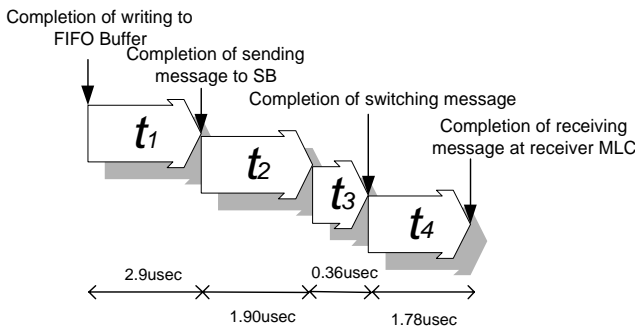 Completion of writing to
FIFO Buffer
Completion of sending
message to SB
Completion of switching message
Completion of receiving
message at receiver MLC
t1
t2
t3
t4
2.9usec
1.90usec
0.36usec
1.78usec